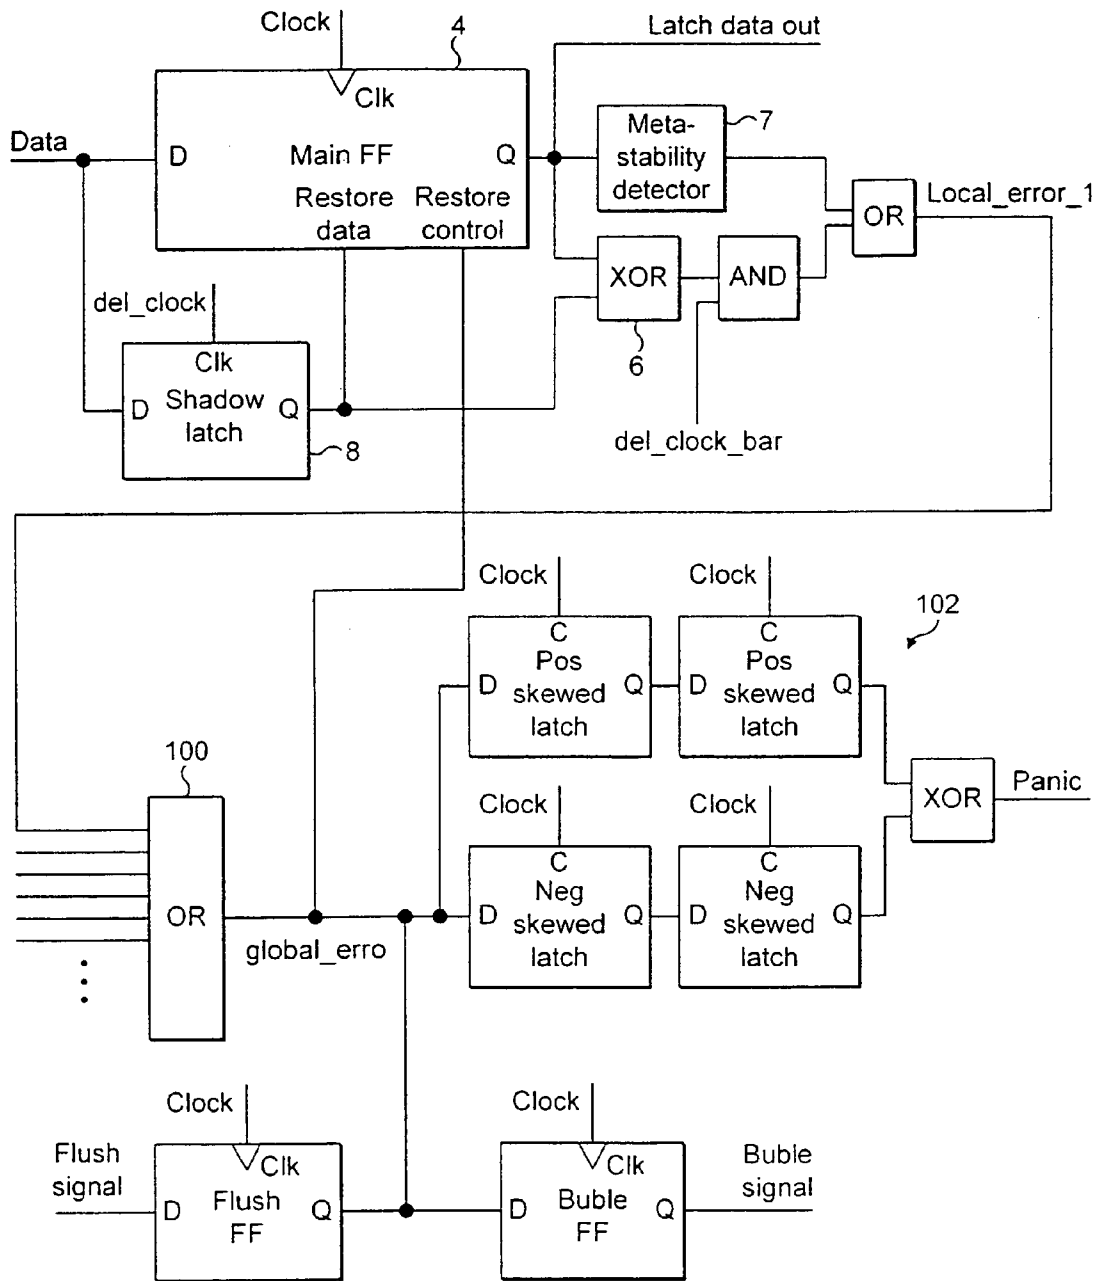 Clock
4
Latch data out
Clk
Data
D
Main FF
Q
Restore data
Restore control
Meta-
stability
detector
7
OR
Local_error_1
XOR
AND
6
del_clock
Clk
D
Shadow
latch
Q
8
del_clock_bar
Clock
Clock
102
C
Pos
skewed
latch
D
Q
C
Pos
skewed
latch
D
Q
100
XOR
Panic
Clock
Clock
C
Neg
skewed
latch
D
Q
C
Neg
skewed
latch
D
Q
OR
global_erro
Clock
Clock
Flush
signal
Clk
D
Flush
FF
Q
Clk
D
Buble
FF
Q
Buble
signal